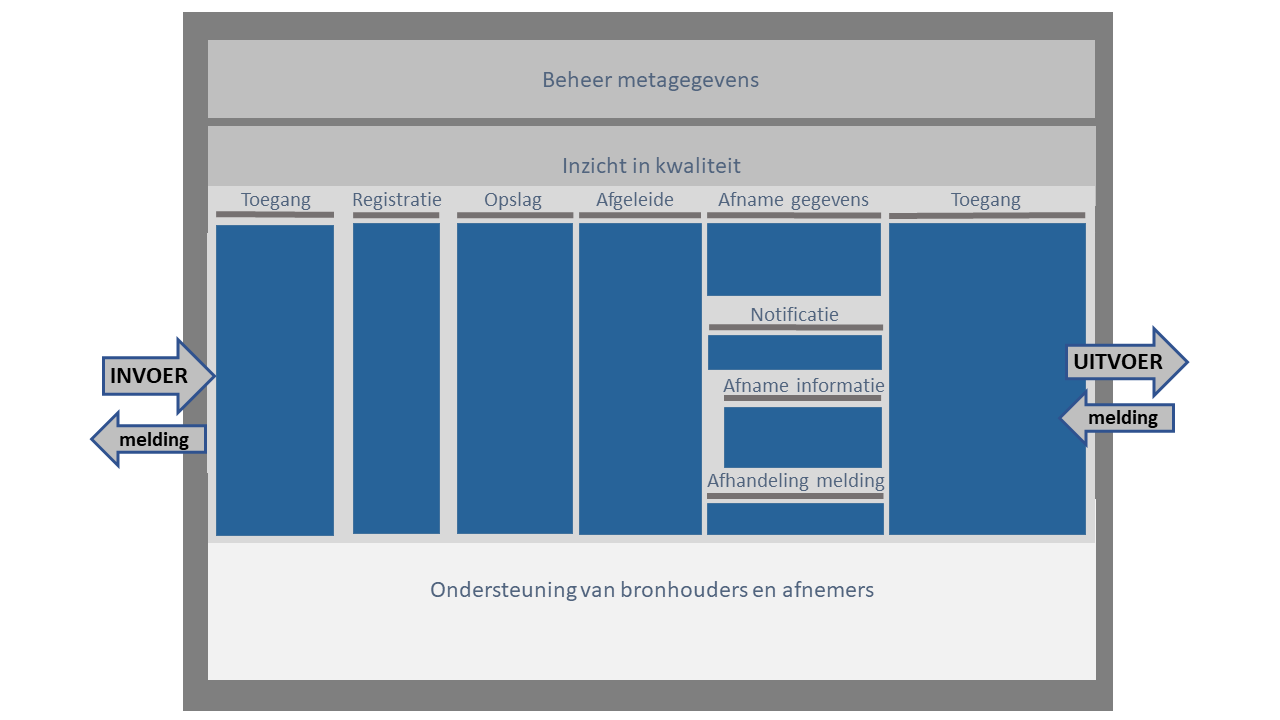 Beheer metagegevens
Inzicht in kwaliteit
Toegang
Registratie
Opslag
Afgeleide
Afname gegevens
Toegang
Notificatie
Afname informatie
Afhandeling melding
INVOER
melding
UITVOER
melding
Ondersteuning van bronhouders en afnemers